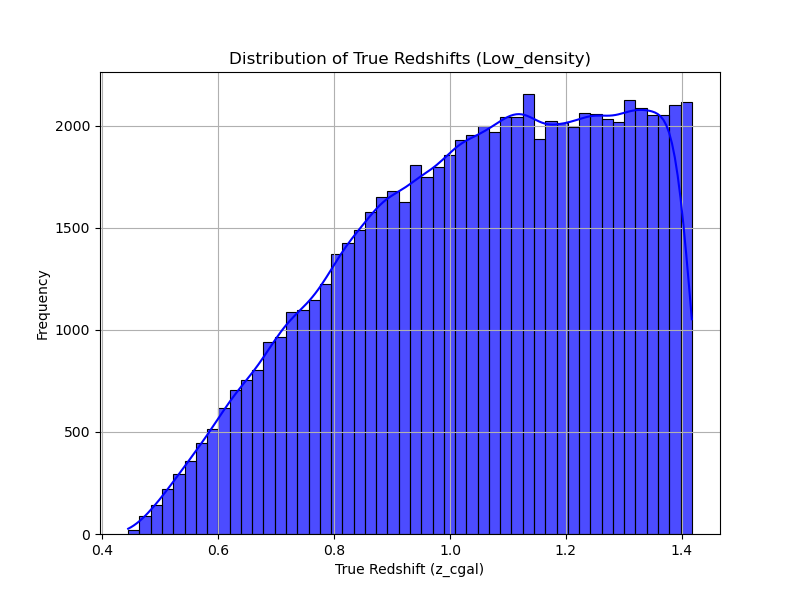 Distribution of True Redshifts (Low_density)
Frequency
2000
1500
1000
500
0
0.4 0.6 0.8 1.0 1.2 1.4
True Redshift (z_cgal)